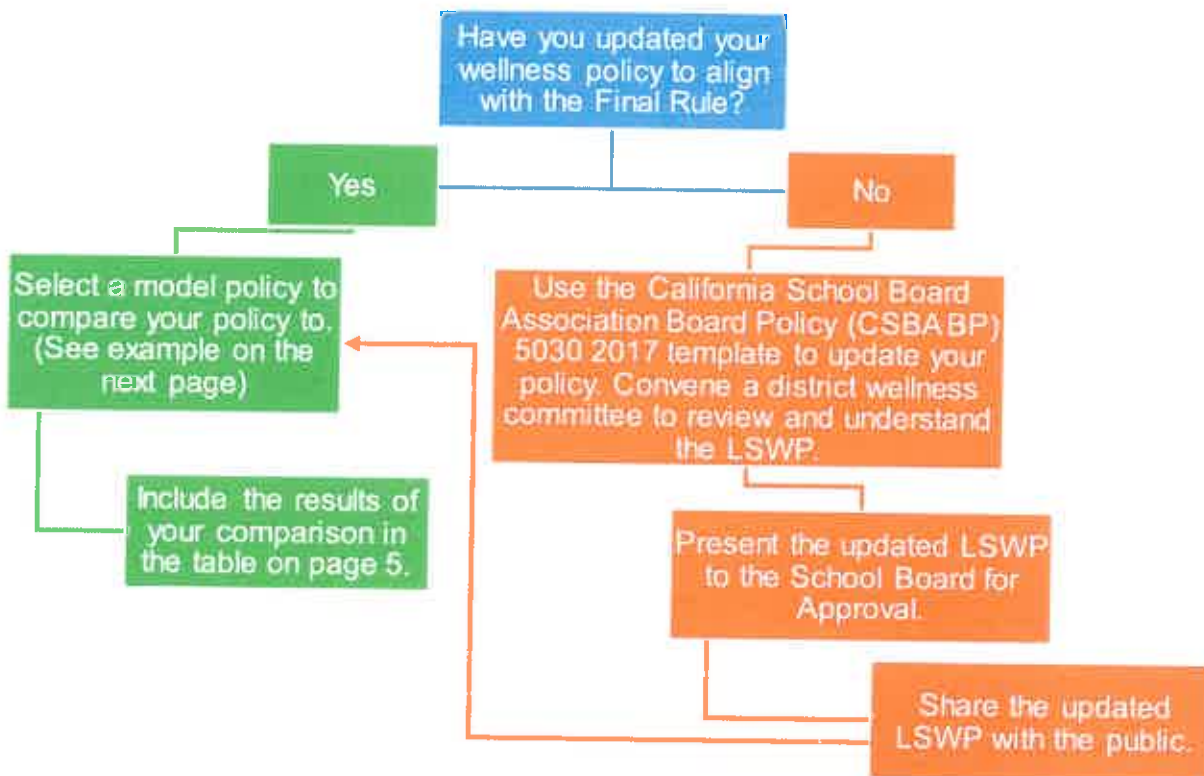 Have you updated your
wellness policy to align
with the Final Rule?
Yes
No
Select a model policy to
compare your policy to.
(See example on the
next page)
Include the results of
your comparison in
the table on page 5.
Use the California School Board
Association Board Policy (CSBA BP)
5030 2017 template to update your
policy. Convene a district wellness
committee to review and understand
the LSWP.
Present the updated LSWP
to the School Board for
Approval.
Share the updated
LSWP with the public.